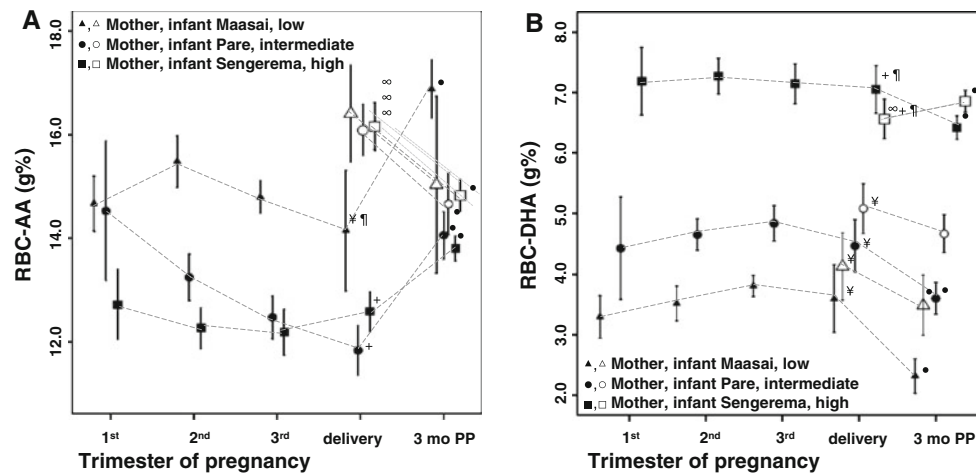 A
▲,△ Mother, infant Maasai, low
●,○ Mother, infant Pare, intermediate
■,□ Mother, infant Sengerema, high
RBC-AA (g%)
18.0
16.0
14.0
12.0
∞
∞
∞
¥ ¶
+
+
1st
2nd
3rd
delivery
3 mo PP
Trimester of pregnancy
B
RBC-DHA (g%)
8.0
7.0
6.0
5.0
4.0
3.0
2.0
+ ¶
∞ + ¶
¥
¥
¥
¥
▲,△ Mother, infant Maasai, low
●,○ Mother, infant Pare, intermediate
■,□ Mother, infant Sengerema, high
1st
2nd
3rd
delivery
3 mo PP
Trimester of pregnancy